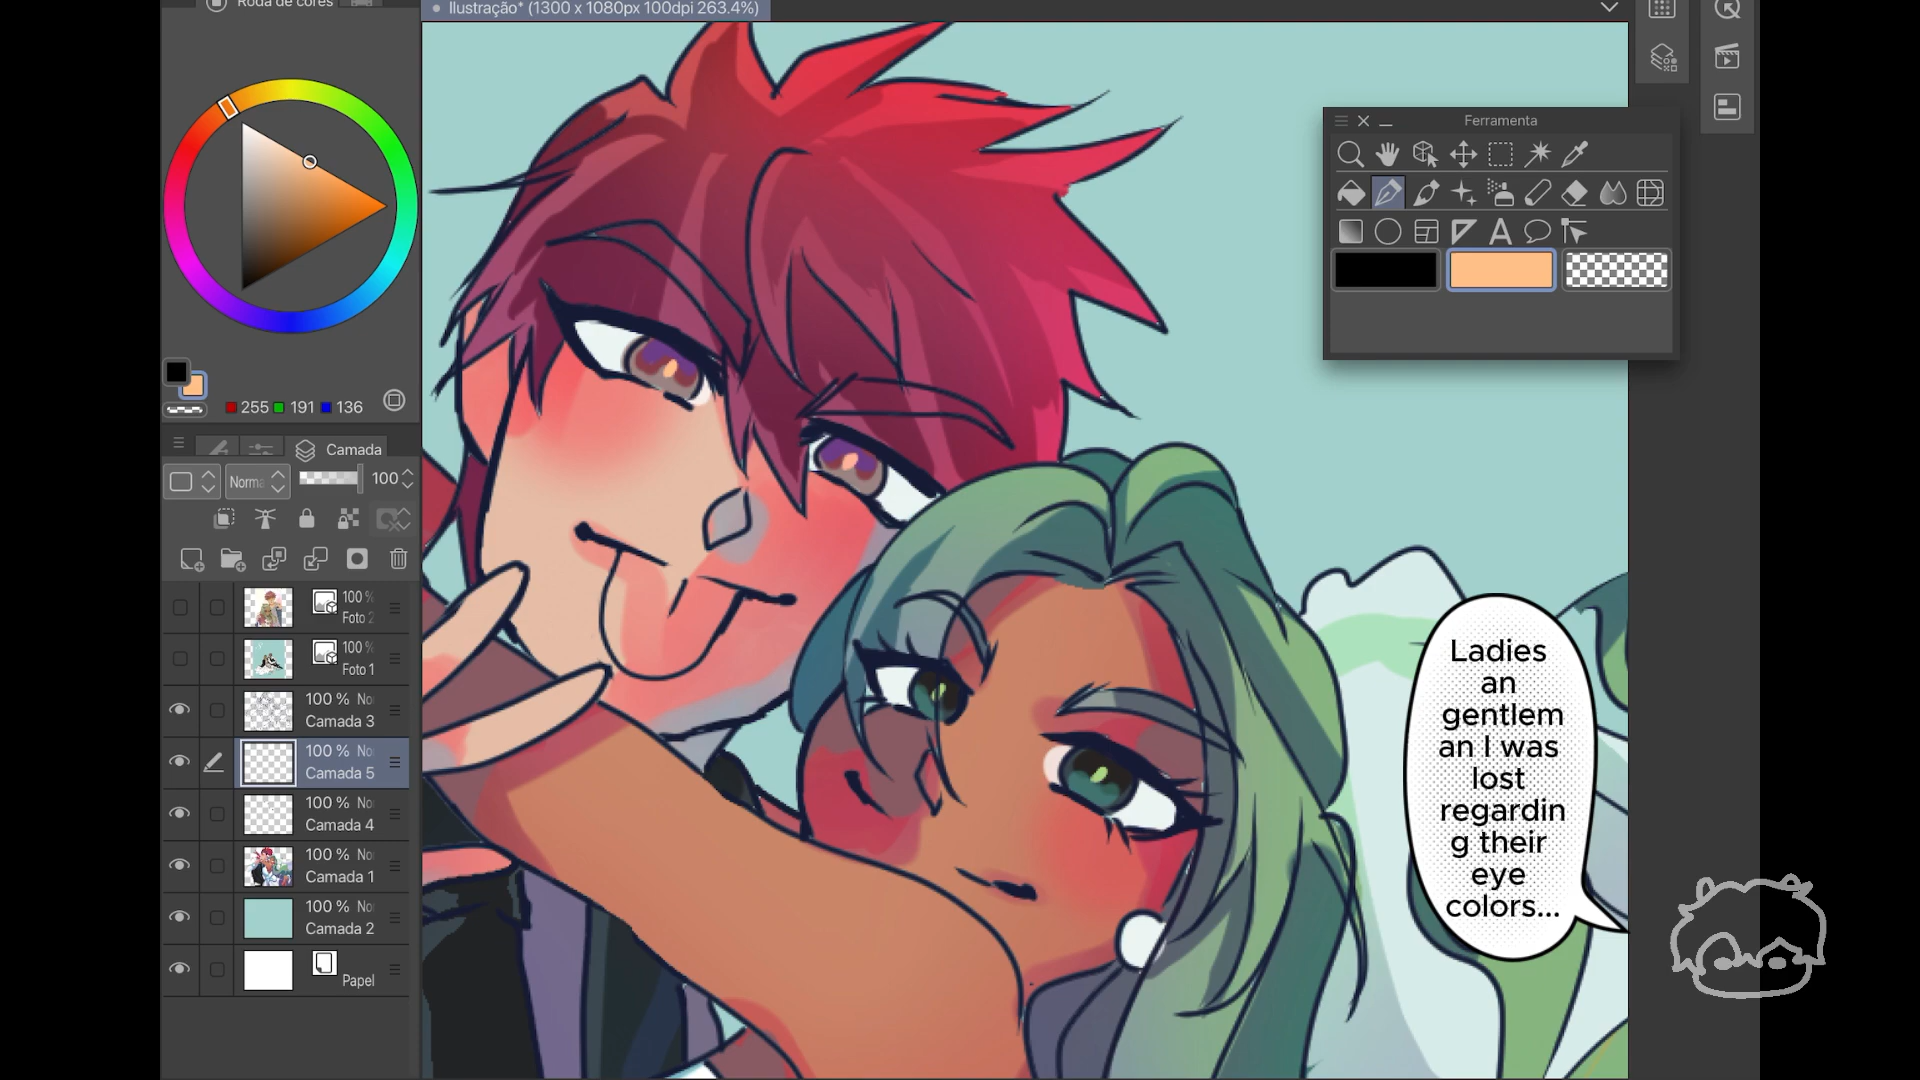 Roda de cores
Ilustração* (1300 x 1080px 100dpi 263.4%)
Ferramenta
255 191 136
Camada
Norma 100
100 %
Foto 2
100 %
Foto 1
100 % No
Camada 3
100 % No
Camada 5
100 % No
Camada 4
100 % No
Camada 1
100 % No
Camada 2
Papel
Ladies
an
gentlem
an I was
lost
regardin
g their
eye
colors...